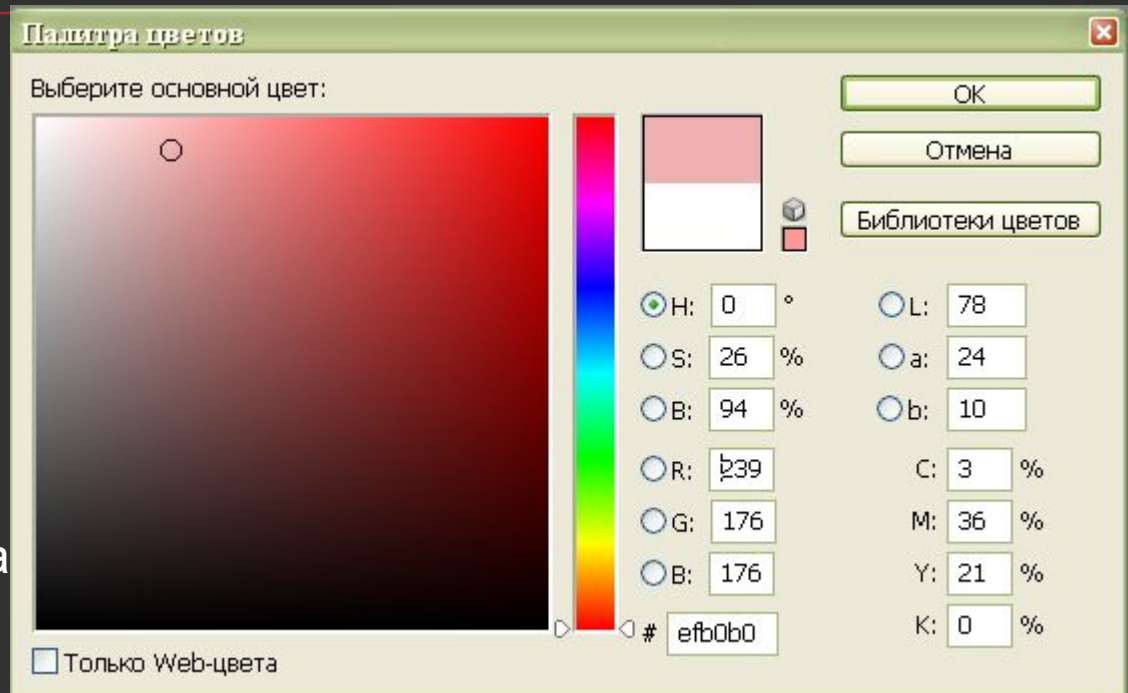 Палитра цветов
Выберите основной цвет:
OK
Отмена
Библиотеки цветов
H: 0 ° L: 78
S: 26 % a: 24
B: 94 % b: 10
R: 239 C: 3 %
G: 176 M: 36 %
B: 176 Y: 21 %
# efb0b0 K: 0 %
Только Web-цвета
а